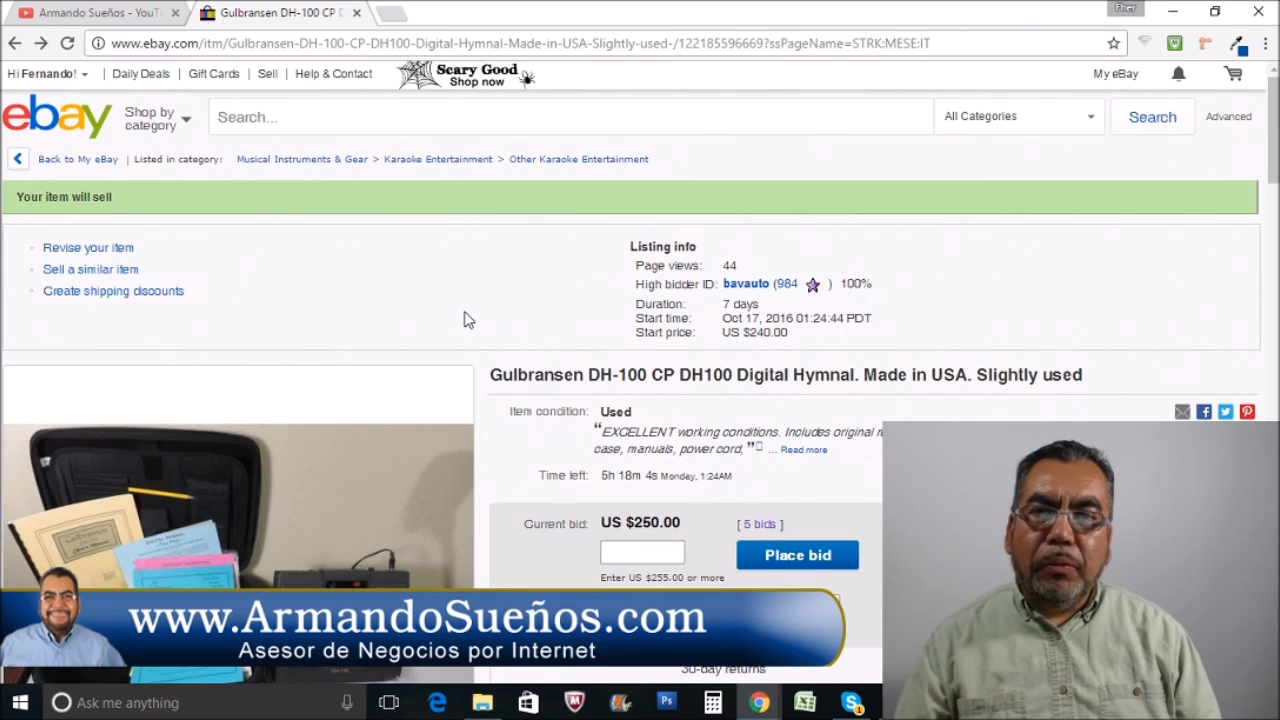 Armando Sueños - YouT
Gulbransen DH-100 CP D
Fher
www.ebay.com/itm/Gulbransen-DH-100-CP-DH100-Digital-Hymnal-Made-in-USA-Slightly-used-/122185596669?ssPageName=STRK:MESE:IT
Hi Fernando! | Daily Deals | Gift Cards | Sell | Help & Contact
Scary Good
Shop now
My eBay
ebay
Shop by
category
Search...
All Categories
Search
Advanced
Back to My eBay | Listed in category: Musical Instruments & Gear > Karaoke Entertainment > Other Karaoke Entertainment
Your item will sell
Revise your item
Sell a similar item
Create shipping discounts
Listing info
Page views: 44
High bidder ID: bavauto (984 ) 100%
Duration: 7 days
Start time: Oct 17, 2016 01:24:44 PDT
Start price: US $240.00
Gulbransen DH-100 CP DH100 Digital Hymnal. Made in USA. Slightly used
Item condition: Used
“EXCELLENT working conditions. Includes original
case, manuals, power cord, ” ... Read more
Time left: 5h 18m 4s Monday, 1:24AM
Current bid: US $250.00 [ 5 bids ]
Place bid
Enter US $255.00 or more
30-day returns
www.ArmandoSueños.com
Asesor de Negocios por Internet
Ask me anything